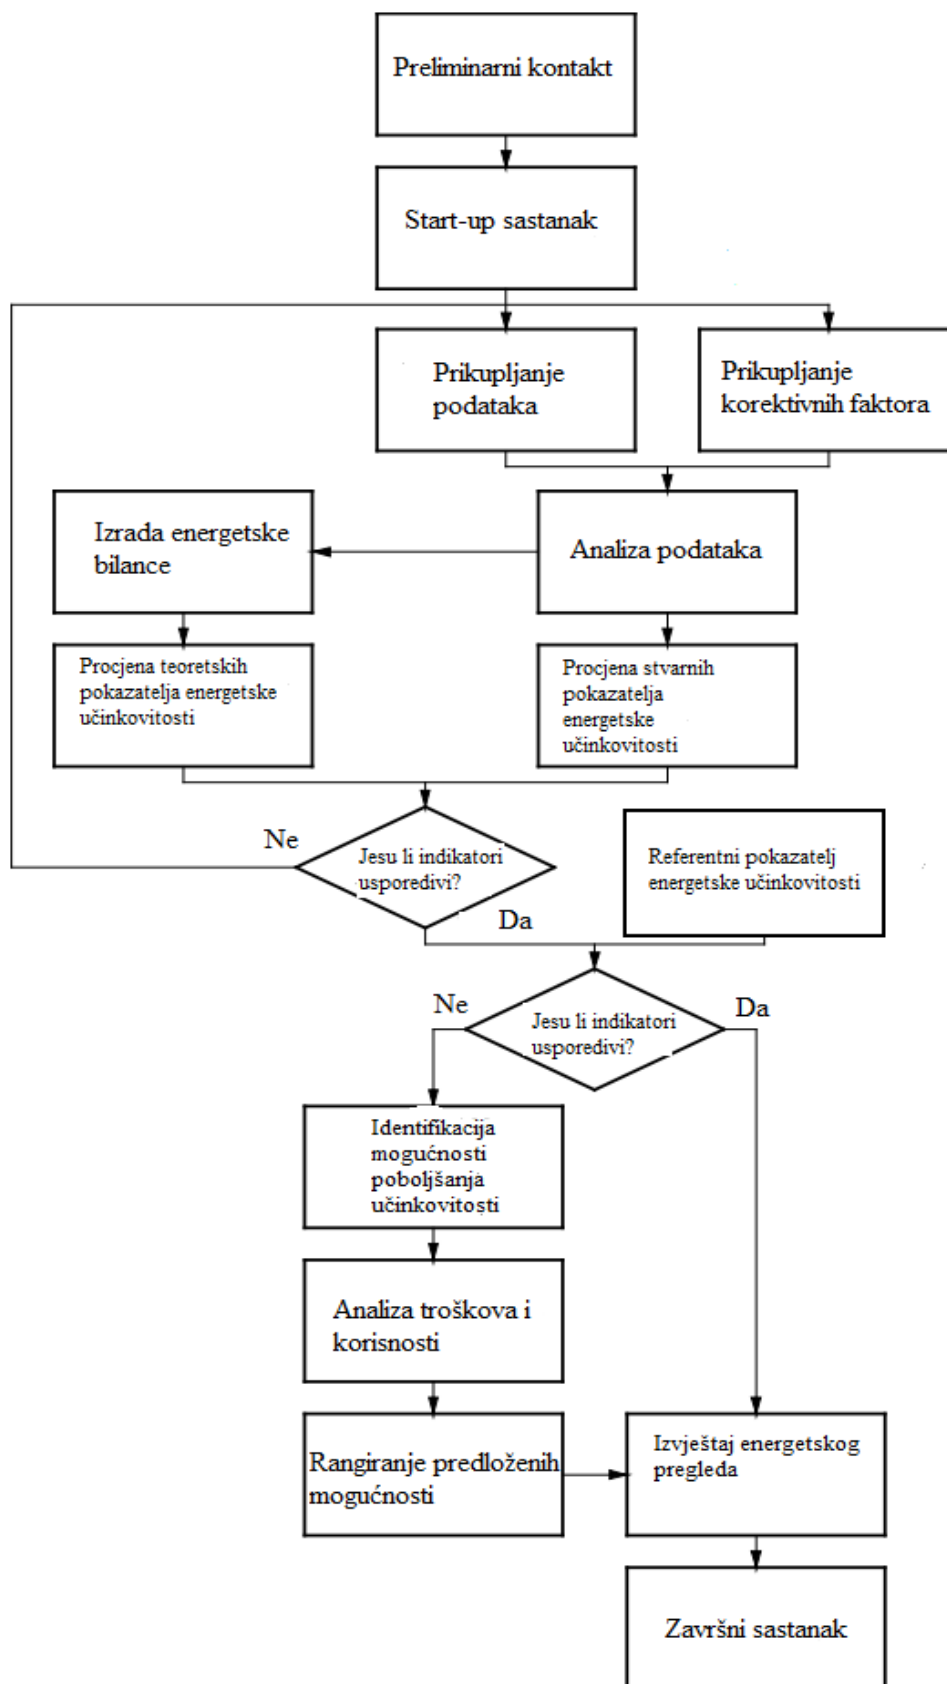 Preliminarni kontakt
Start-up sastanak
Prikupljanje
podataka
Prikupljanje
korektivnih faktora
Izrada energetske
bilance
Analiza podataka
Procjena teoretskih
pokazatelja energetske
učinkovitosti
Procjena stvarnih
pokazatelja
energetske
učinkovitosti
Ne
Jesu li indikatori
usporedivi?
Da
Referentni pokazatelj
energetske učinkovitosti
Ne
Jesu li indikatori
usporedivi?
Da
Identifikacija
mogućnosti
poboljšanja
učinkovitosti
Analiza troškova i
korisnosti
Rangiranje predloženih
mogućnosti
Izvještaj energetskog
pregleda
Završni sastanak